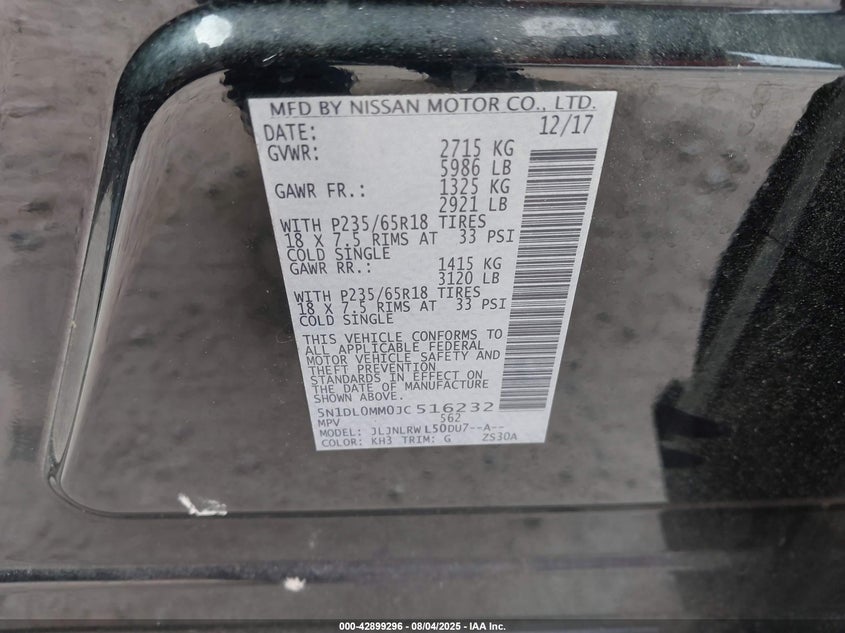 MFD BY NISSAN MOTOR CO., LTD.
DATE: 12/17
GVWR: 2715 KG
5986 LB
GAWR FR.: 1325 KG
2921 LB
WITH P235/65R18 TIRES
18 X 7.5 RIMS AT 33 PSI
COLD SINGLE
GAWR RR.: 1415 KG
3120 LB
WITH P235/65R18 TIRES
18 X 7.5 RIMS AT 33 PSI
COLD SINGLE
THIS VEHICLE CONFORMS TO
ALL APPLICABLE FEDERAL
MOTOR VEHICLE SAFETY AND
THEFT PREVENTION
STANDARDS IN EFFECT ON
THE DATE OF MANUFACTURE
SHOWN ABOVE.
5N1DL0MM0JC516232
MPV 562
MODEL: JLJNLRWL50DU7--A--
COLOR: KH3 TRIM: G ZS30A
000-42899296 - 08/04/2025 - IAA Inc.